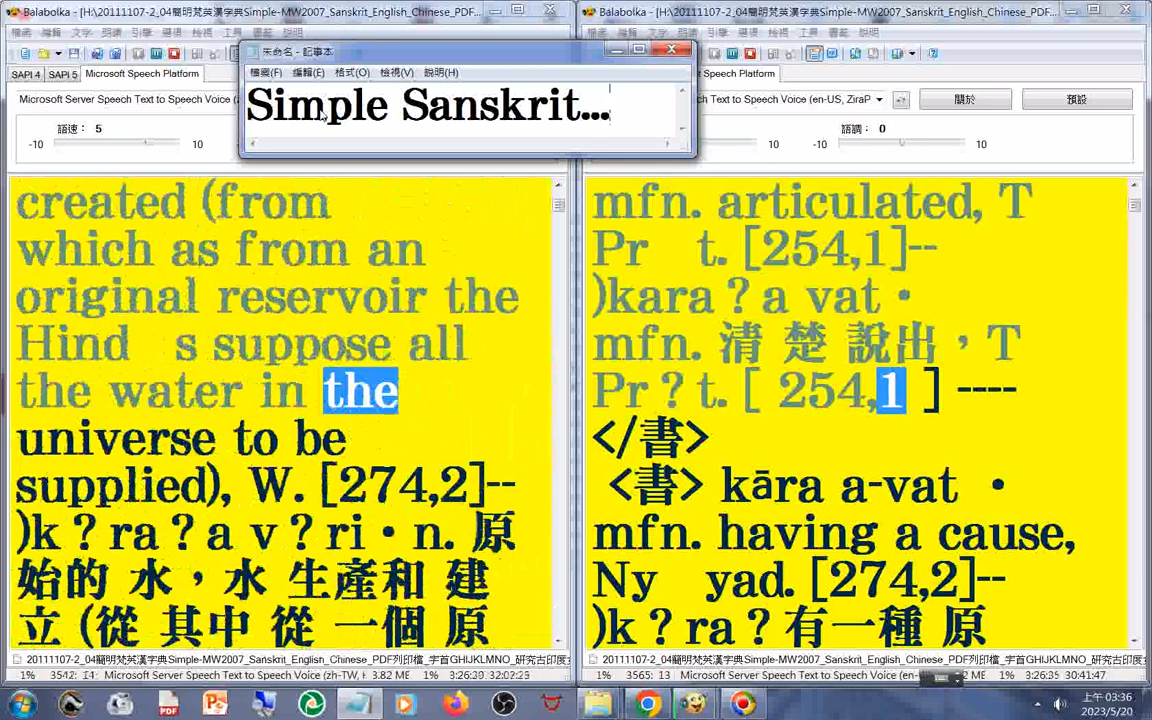 Balabolka - [H:\20111107-2_04簡明梵英漢字典Simple-MW2007_Sanskrit_English_Chinese_PDF...
Balabolka - [H:\20111107-2_04簡明梵英漢字典Simple-MW2007_Sanskrit_English_Chinese_PDF...
未命名 - 記事本
檔案(F) 編輯(E) 格式(O) 檢視(V) 說明(H)
Simple Sanskrit...
SAPI 4 SAPI 5 Microsoft Speech Platform
Speech Platform
Microsoft Server Speech Text to Speech Voice (z
Microsoft Server Speech Text to Speech Voice (en-US, ZiraP
關於
預設
語速： 5
-10 10
語調： 0
10 -10 10
created (from
which as from an
original reservoir the
Hind s suppose all
the water in the
universe to be
supplied), W. [274,2]--
)k？ra？a v？ri•n. 原
始的 水，水 生產和 建
立 (從 其中 從 一個 原
mfn. articulated, T
Pr t. [254,1]--
)kara？a vat•
mfn. 清 楚 說出，T
Pr？t. [ 254,1 ] ----
</書>
<書> kāra a-vat •
mfn. having a cause,
Ny yad. [274,2]--
)k？ra？有一種 原
20111107-2_04簡明梵英漢字典Simple-MW2007_Sanskrit_English_Chinese_PDF列印檔_字首GHIJKLMNO_研究古印度
20111107-2_04簡明梵英漢字典Simple-MW2007_Sanskrit_English_Chinese_PDF列印檔_字首GHIJKLMNO_研究古印度
1% 3542: 14: Microsoft Server Speech Text to Speech Voice (zh-TW, H 3.82 MB 1% 3:26:39 32:02:23
1% 3565: 13 Microsoft Server Speech Text to Speech Voice (en-U 1% 3:26:35 30:41:47
上午 03:36
2023/5/20